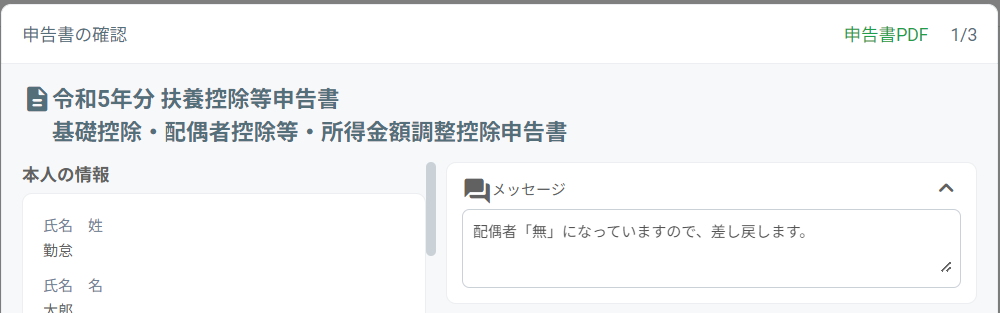 申告書の確認
申告書PDF 1/3
令和5年分 扶養控除等申告書
基礎控除・配偶者控除等・所得金額調整控除申告書
本人の情報
氏名 姓
勤怠
氏名 名
太郎
メッセージ
配偶者「無」になっていますので、差し戻します。